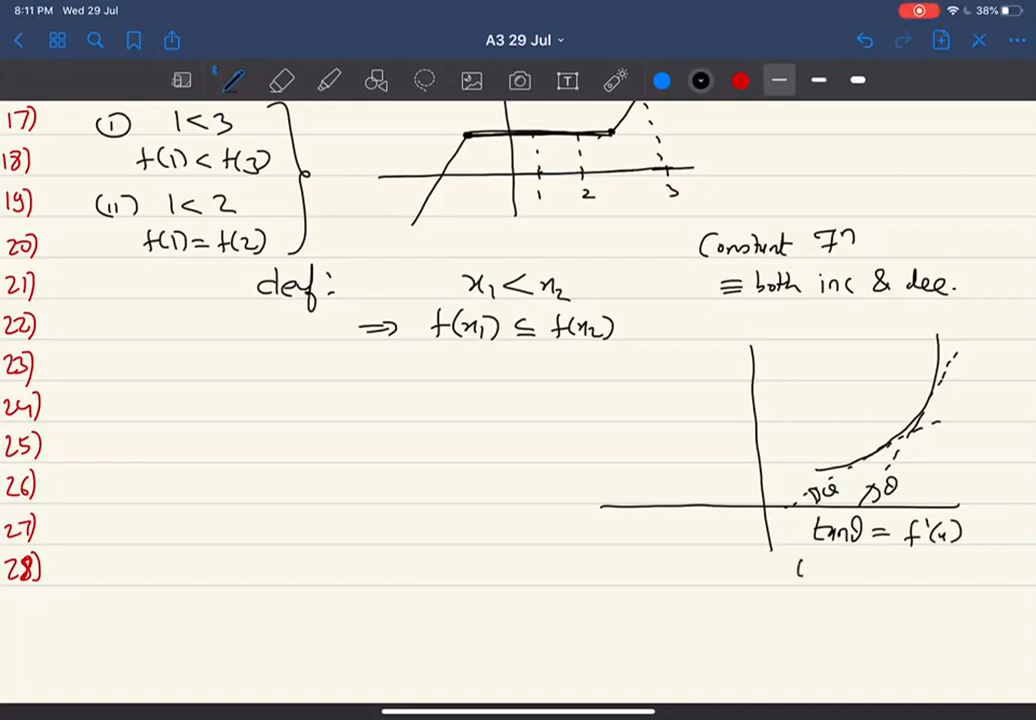 8:11 PM Wed 29 Jul
38%
A3 29 Jul
T
17) (i) 1 < 3
18) f(1) < f(3)
19) (ii) 1 < 2
20) f(1) = f(2)
1 2 3
Constant Fn
≡ both inc & dec.
21) def: x₁ < x₂
22) ⇒ f(x₁) ≤ f(x₂)
23)
24)
25)
26)
θ
27) tanθ = f'(x)
28) (